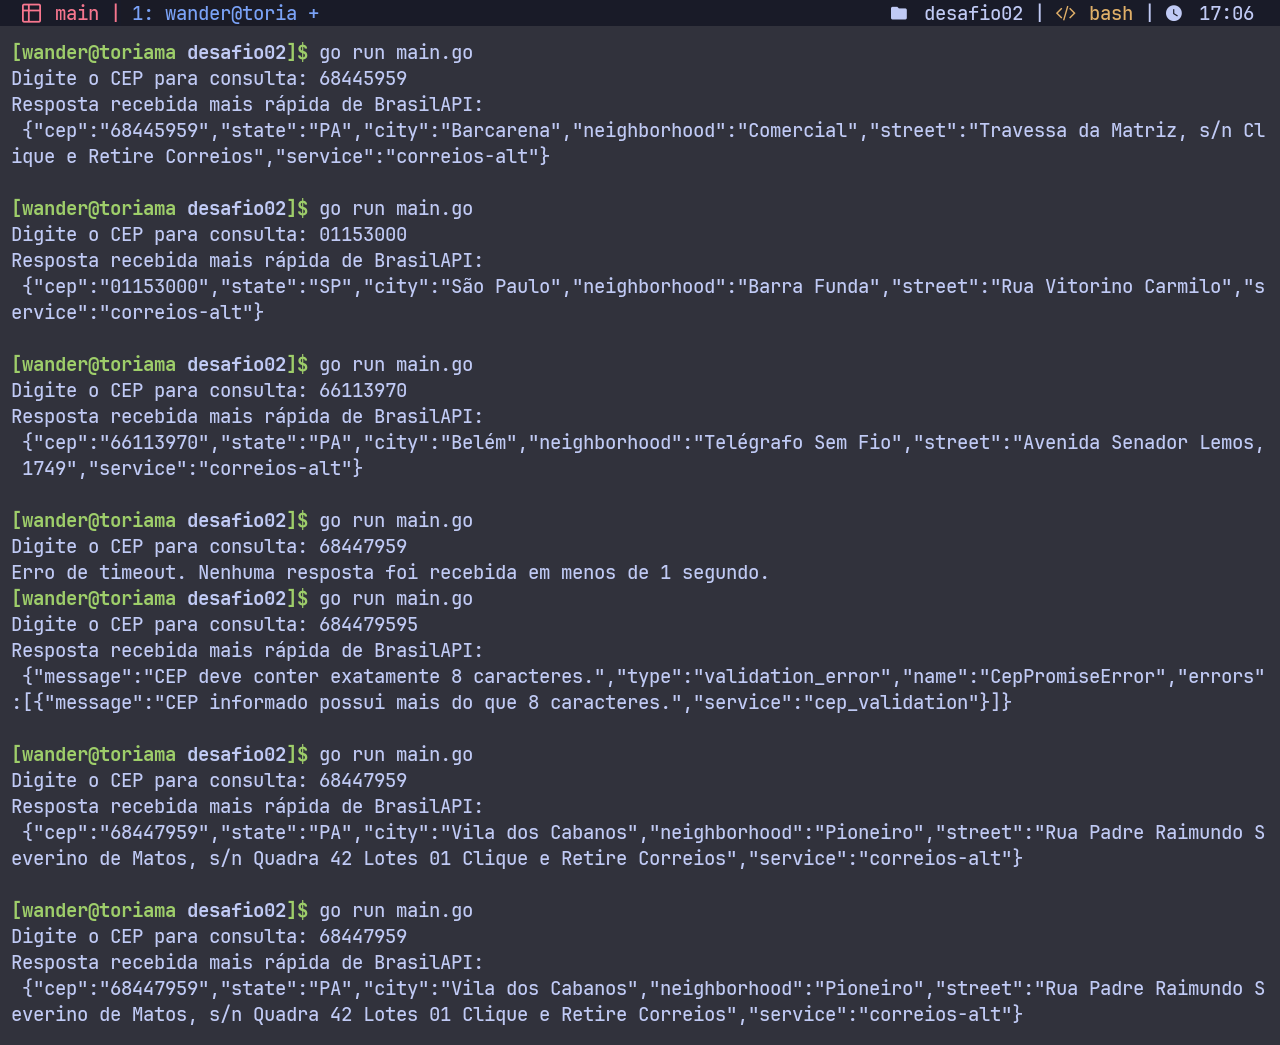 main | 1: wander@toria + desafio02 | </> bash | 17:06
[wander@toriama desafio02]$ go run main.go
Digite o CEP para consulta: 68445959
Resposta recebida mais rápida de BrasilAPI:
 {"cep":"68445959","state":"PA","city":"Barcarena","neighborhood":"Comercial","street":"Travessa da Matriz, s/n Cl
ique e Retire Correios","service":"correios-alt"}

[wander@toriama desafio02]$ go run main.go
Digite o CEP para consulta: 01153000
Resposta recebida mais rápida de BrasilAPI:
 {"cep":"01153000","state":"SP","city":"São Paulo","neighborhood":"Barra Funda","street":"Rua Vitorino Carmilo","s
ervice":"correios-alt"}

[wander@toriama desafio02]$ go run main.go
Digite o CEP para consulta: 66113970
Resposta recebida mais rápida de BrasilAPI:
 {"cep":"66113970","state":"PA","city":"Belém","neighborhood":"Telégrafo Sem Fio","street":"Avenida Senador Lemos,
 1749","service":"correios-alt"}

[wander@toriama desafio02]$ go run main.go
Digite o CEP para consulta: 68447959
Erro de timeout. Nenhuma resposta foi recebida em menos de 1 segundo.
[wander@toriama desafio02]$ go run main.go
Digite o CEP para consulta: 684479595
Resposta recebida mais rápida de BrasilAPI:
 {"message":"CEP deve conter exatamente 8 caracteres.","type":"validation_error","name":"CepPromiseError","errors"
:[{"message":"CEP informado possui mais do que 8 caracteres.","service":"cep_validation"}]}

[wander@toriama desafio02]$ go run main.go
Digite o CEP para consulta: 68447959
Resposta recebida mais rápida de BrasilAPI:
 {"cep":"68447959","state":"PA","city":"Vila dos Cabanos","neighborhood":"Pioneiro","street":"Rua Padre Raimundo S
everino de Matos, s/n Quadra 42 Lotes 01 Clique e Retire Correios","service":"correios-alt"}

[wander@toriama desafio02]$ go run main.go
Digite o CEP para consulta: 68447959
Resposta recebida mais rápida de BrasilAPI:
 {"cep":"68447959","state":"PA","city":"Vila dos Cabanos","neighborhood":"Pioneiro","street":"Rua Padre Raimundo S
everino de Matos, s/n Quadra 42 Lotes 01 Clique e Retire Correios","service":"correios-alt"}